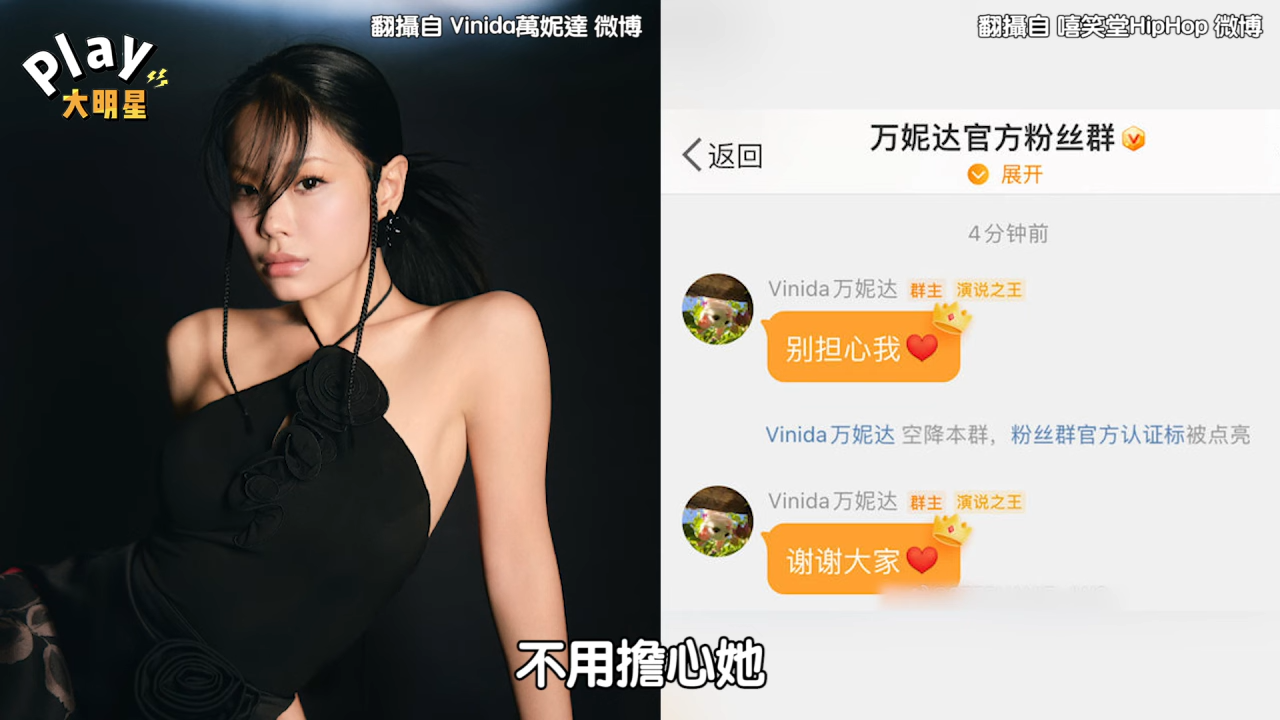 Play
大明星
翻攝自 Vinida萬妮達 微博
翻攝自 嘻笑堂HipHop 微博
返回
万妮达官方粉丝群
展开
4分钟前
Vinida万妮达 群主 演说之王
别担心我❤️
Vinida万妮达 空降本群，粉丝群官方认证标被点亮
Vinida万妮达 群主 演说之王
谢谢大家❤️
不用擔心她